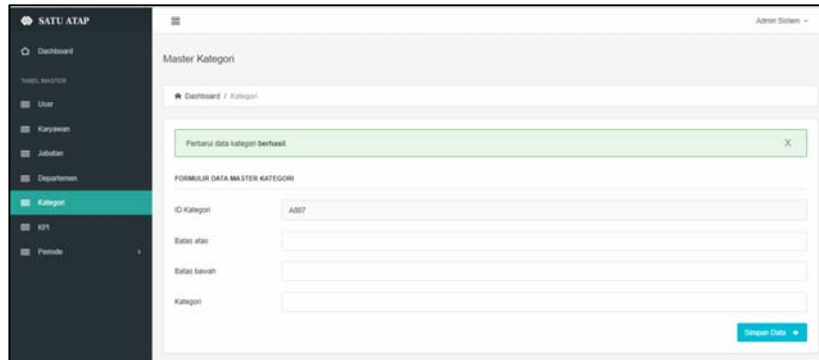 SATU ATAP
Admin Sistem
Dashboard
TABEL MASTER
User
Karyawan
Jabatan
Departemen
Kategori
KPI
Periode
Master Kategori
Dashboard / Kategori
Perbarui data kategori berhasil.
X
FORMULIR DATA MASTER KATEGORI
ID Kategori
A007
Batas atas
Batas bawah
Kategori
Simpan Data